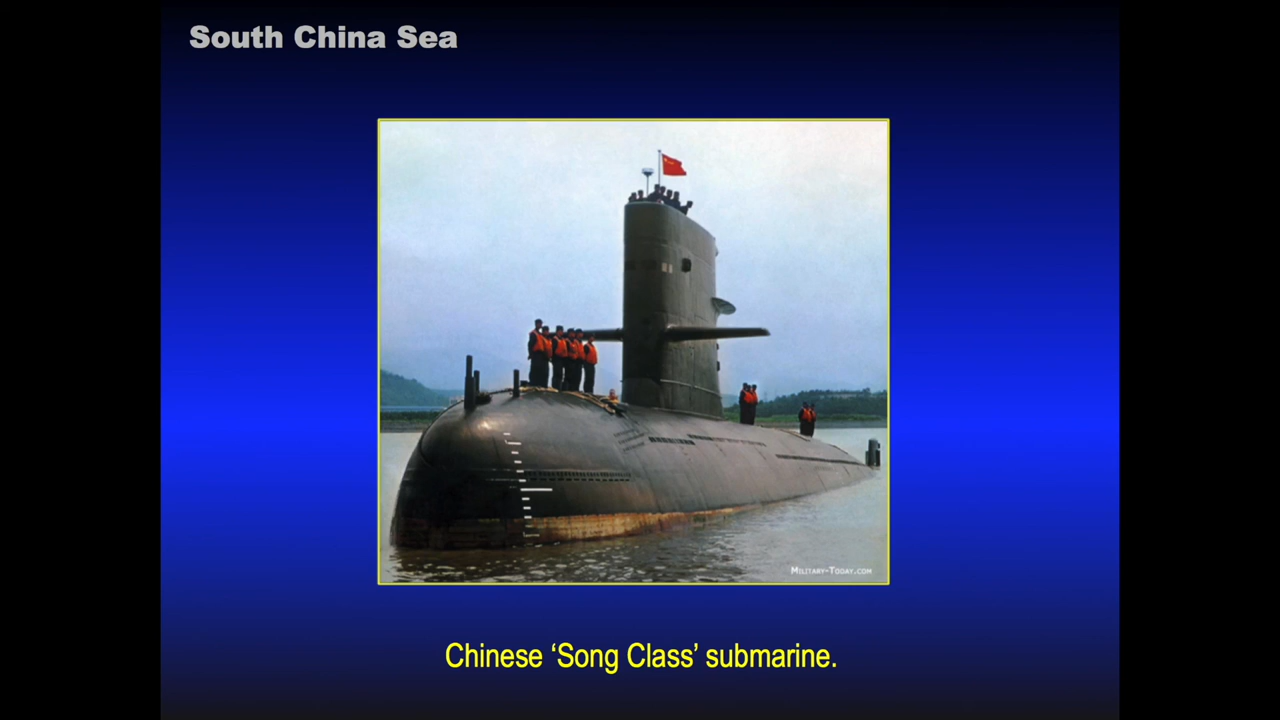 South China Sea
Military-Today.com
Chinese ‘Song Class’ submarine.